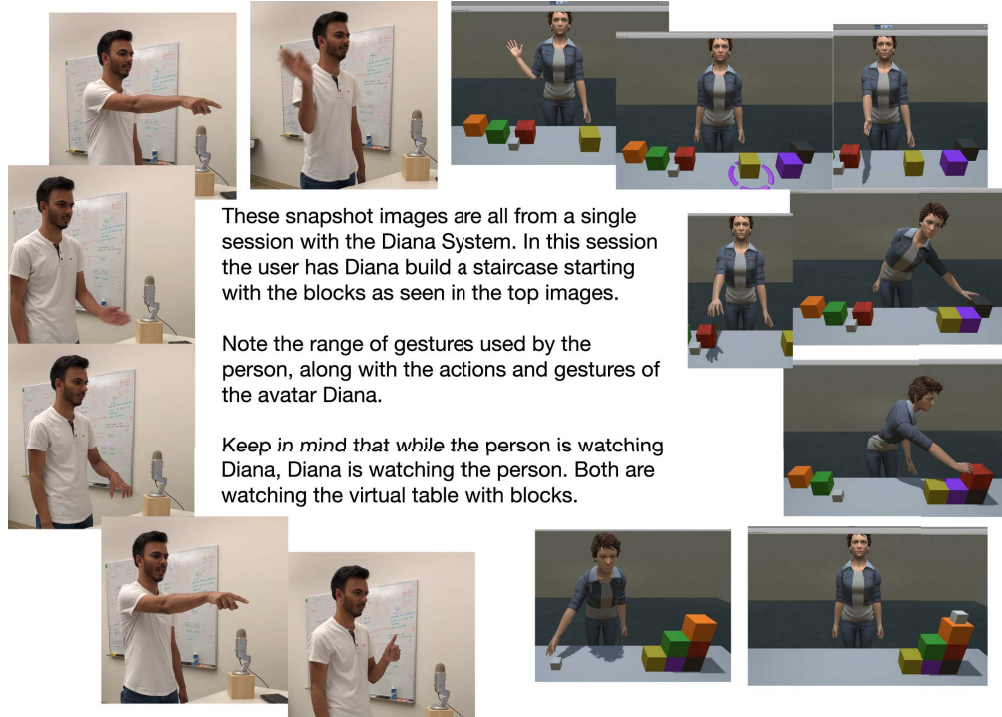 These snapshot images are all from a single
session with the Diana System. In this session
the user has Diana build a staircase starting
with the blocks as seen in the top images.
Note the range of gestures used by the
person, along with the actions and gestures of
the avatar Diana.
Keep in mind that while the person is watching
Diana, Diana is watching the person. Both are
watching the virtual table with blocks.